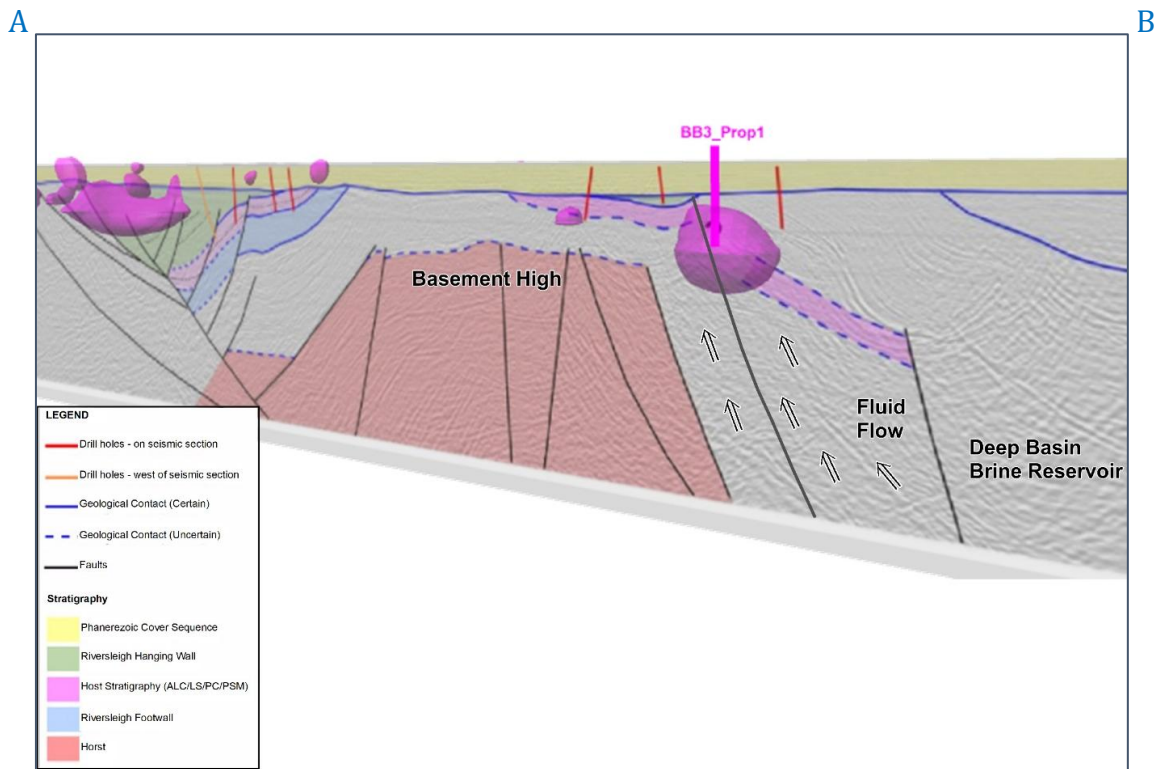 A
B
BB3_Prop1
Basement High
Fluid
Flow
Deep Basin
Brine Reservoir
LEGEND
Drill holes - on seismic section
Drill holes - west of seismic section
Geological Contact (Certain)
Geological Contact (Uncertain)
Faults
Stratigraphy
Phanerezoic Cover Sequence
Riversleigh Hanging Wall
Host Stratigraphy (ALC/LS/PC/PSM)
Riversleigh Footwall
Horst